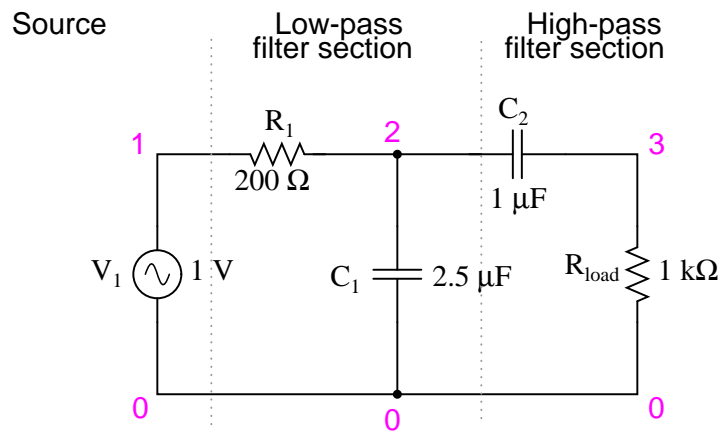 Source
Low-pass
filter section
High-pass
filter section
1
R1
200 Ω
2
C2
1 μF
3
V1
1 V
C1
2.5 μF
Rload
1 kΩ
0
0
0